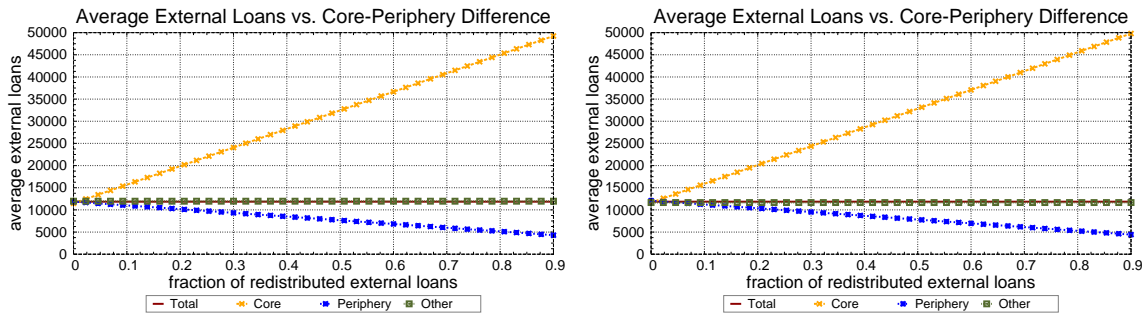 Average External Loans vs. Core-Periphery Difference
50000
45000
40000
35000
30000
25000
20000
15000
10000
5000
0
average external loans
0 0.1 0.2 0.3 0.4 0.5 0.6 0.7 0.8 0.9
fraction of redistributed external loans
Total Core Periphery Other
Average External Loans vs. Core-Periphery Difference
50000
45000
40000
35000
30000
25000
20000
15000
10000
5000
0
average external loans
0 0.1 0.2 0.3 0.4 0.5 0.6 0.7 0.8 0.9
fraction of redistributed external loans
Total Core Periphery Other